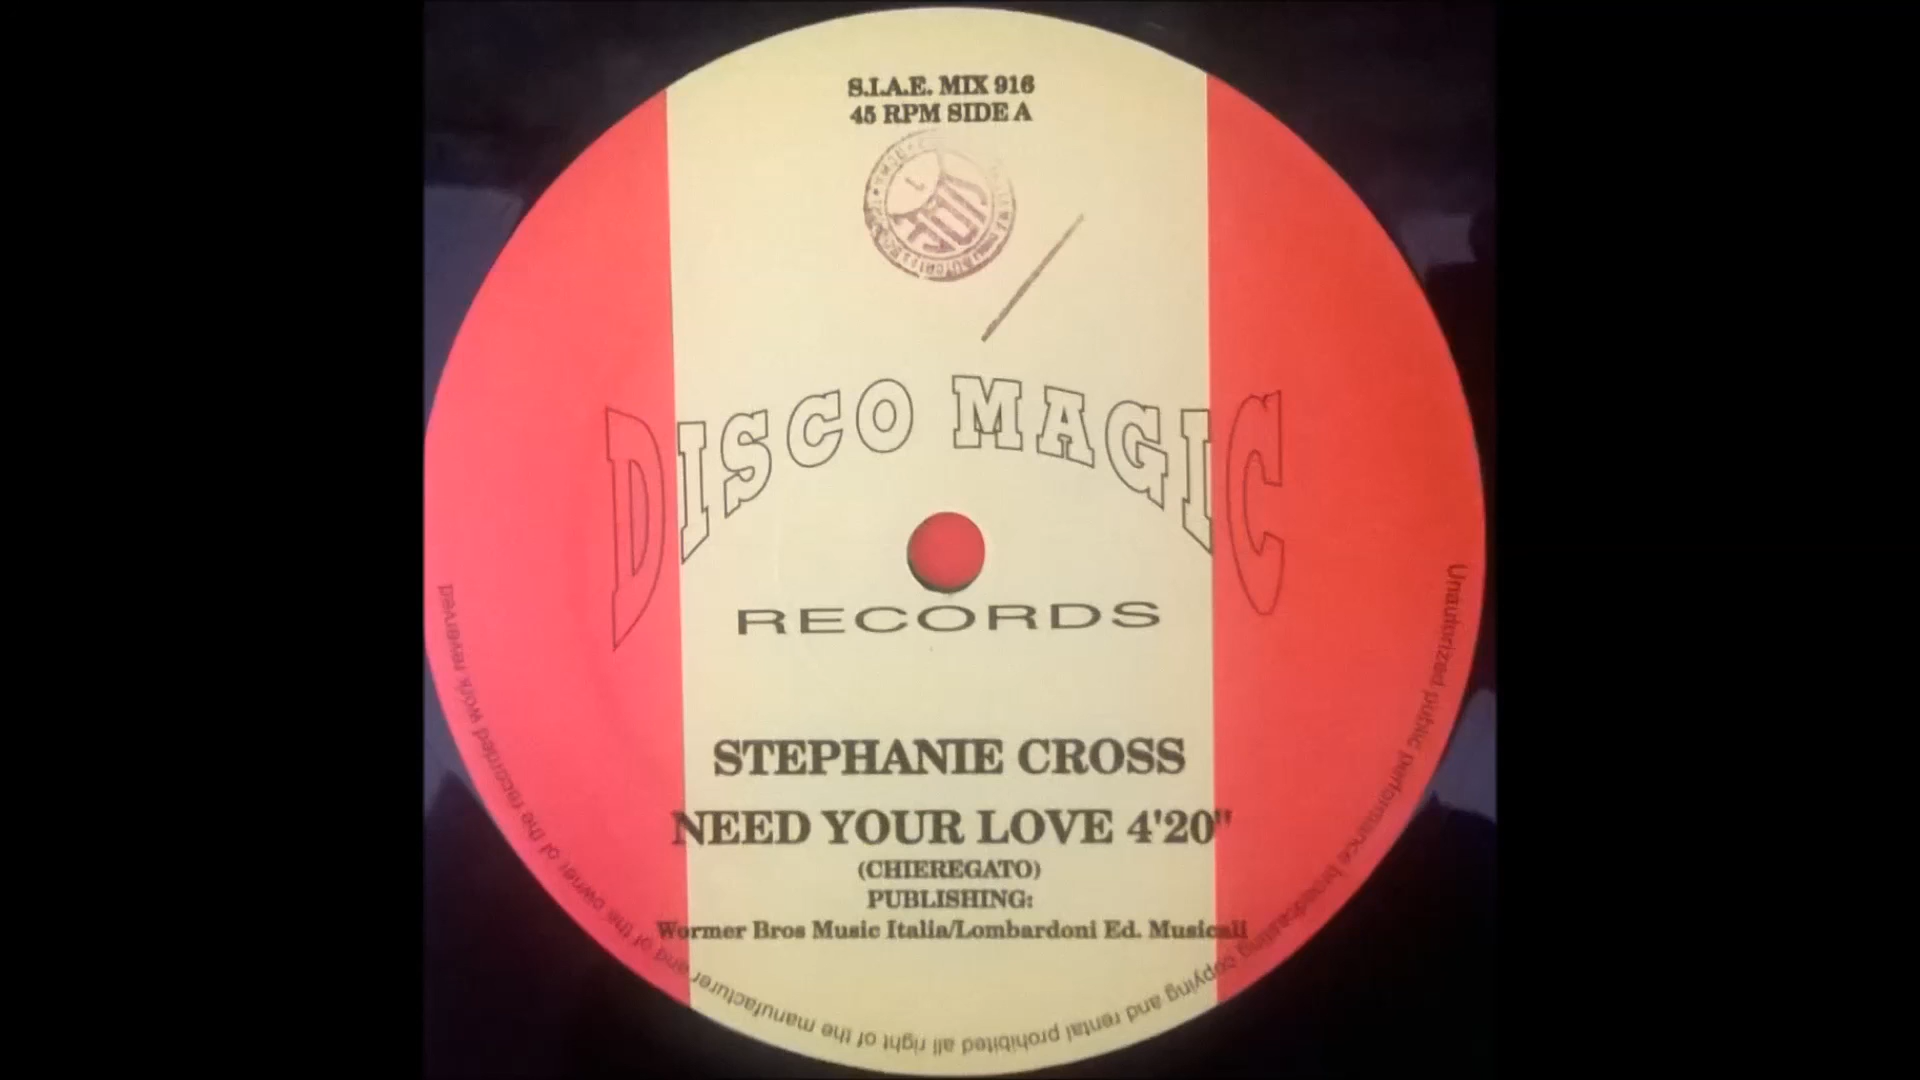 S.I.A.E. MIX 916
45 RPM SIDE A
DISCO MAGIC
RECORDS
STEPHANIE CROSS
NEED YOUR LOVE 4'20"
(CHIEREGATO)
PUBLISHING:
Wormer Bros Music Italia/Lombardoni Ed. Musicali
Unautorized public performance broadcasting copying and rental prohibited all right of the manufacturer and of the owner of the recorded work reserved